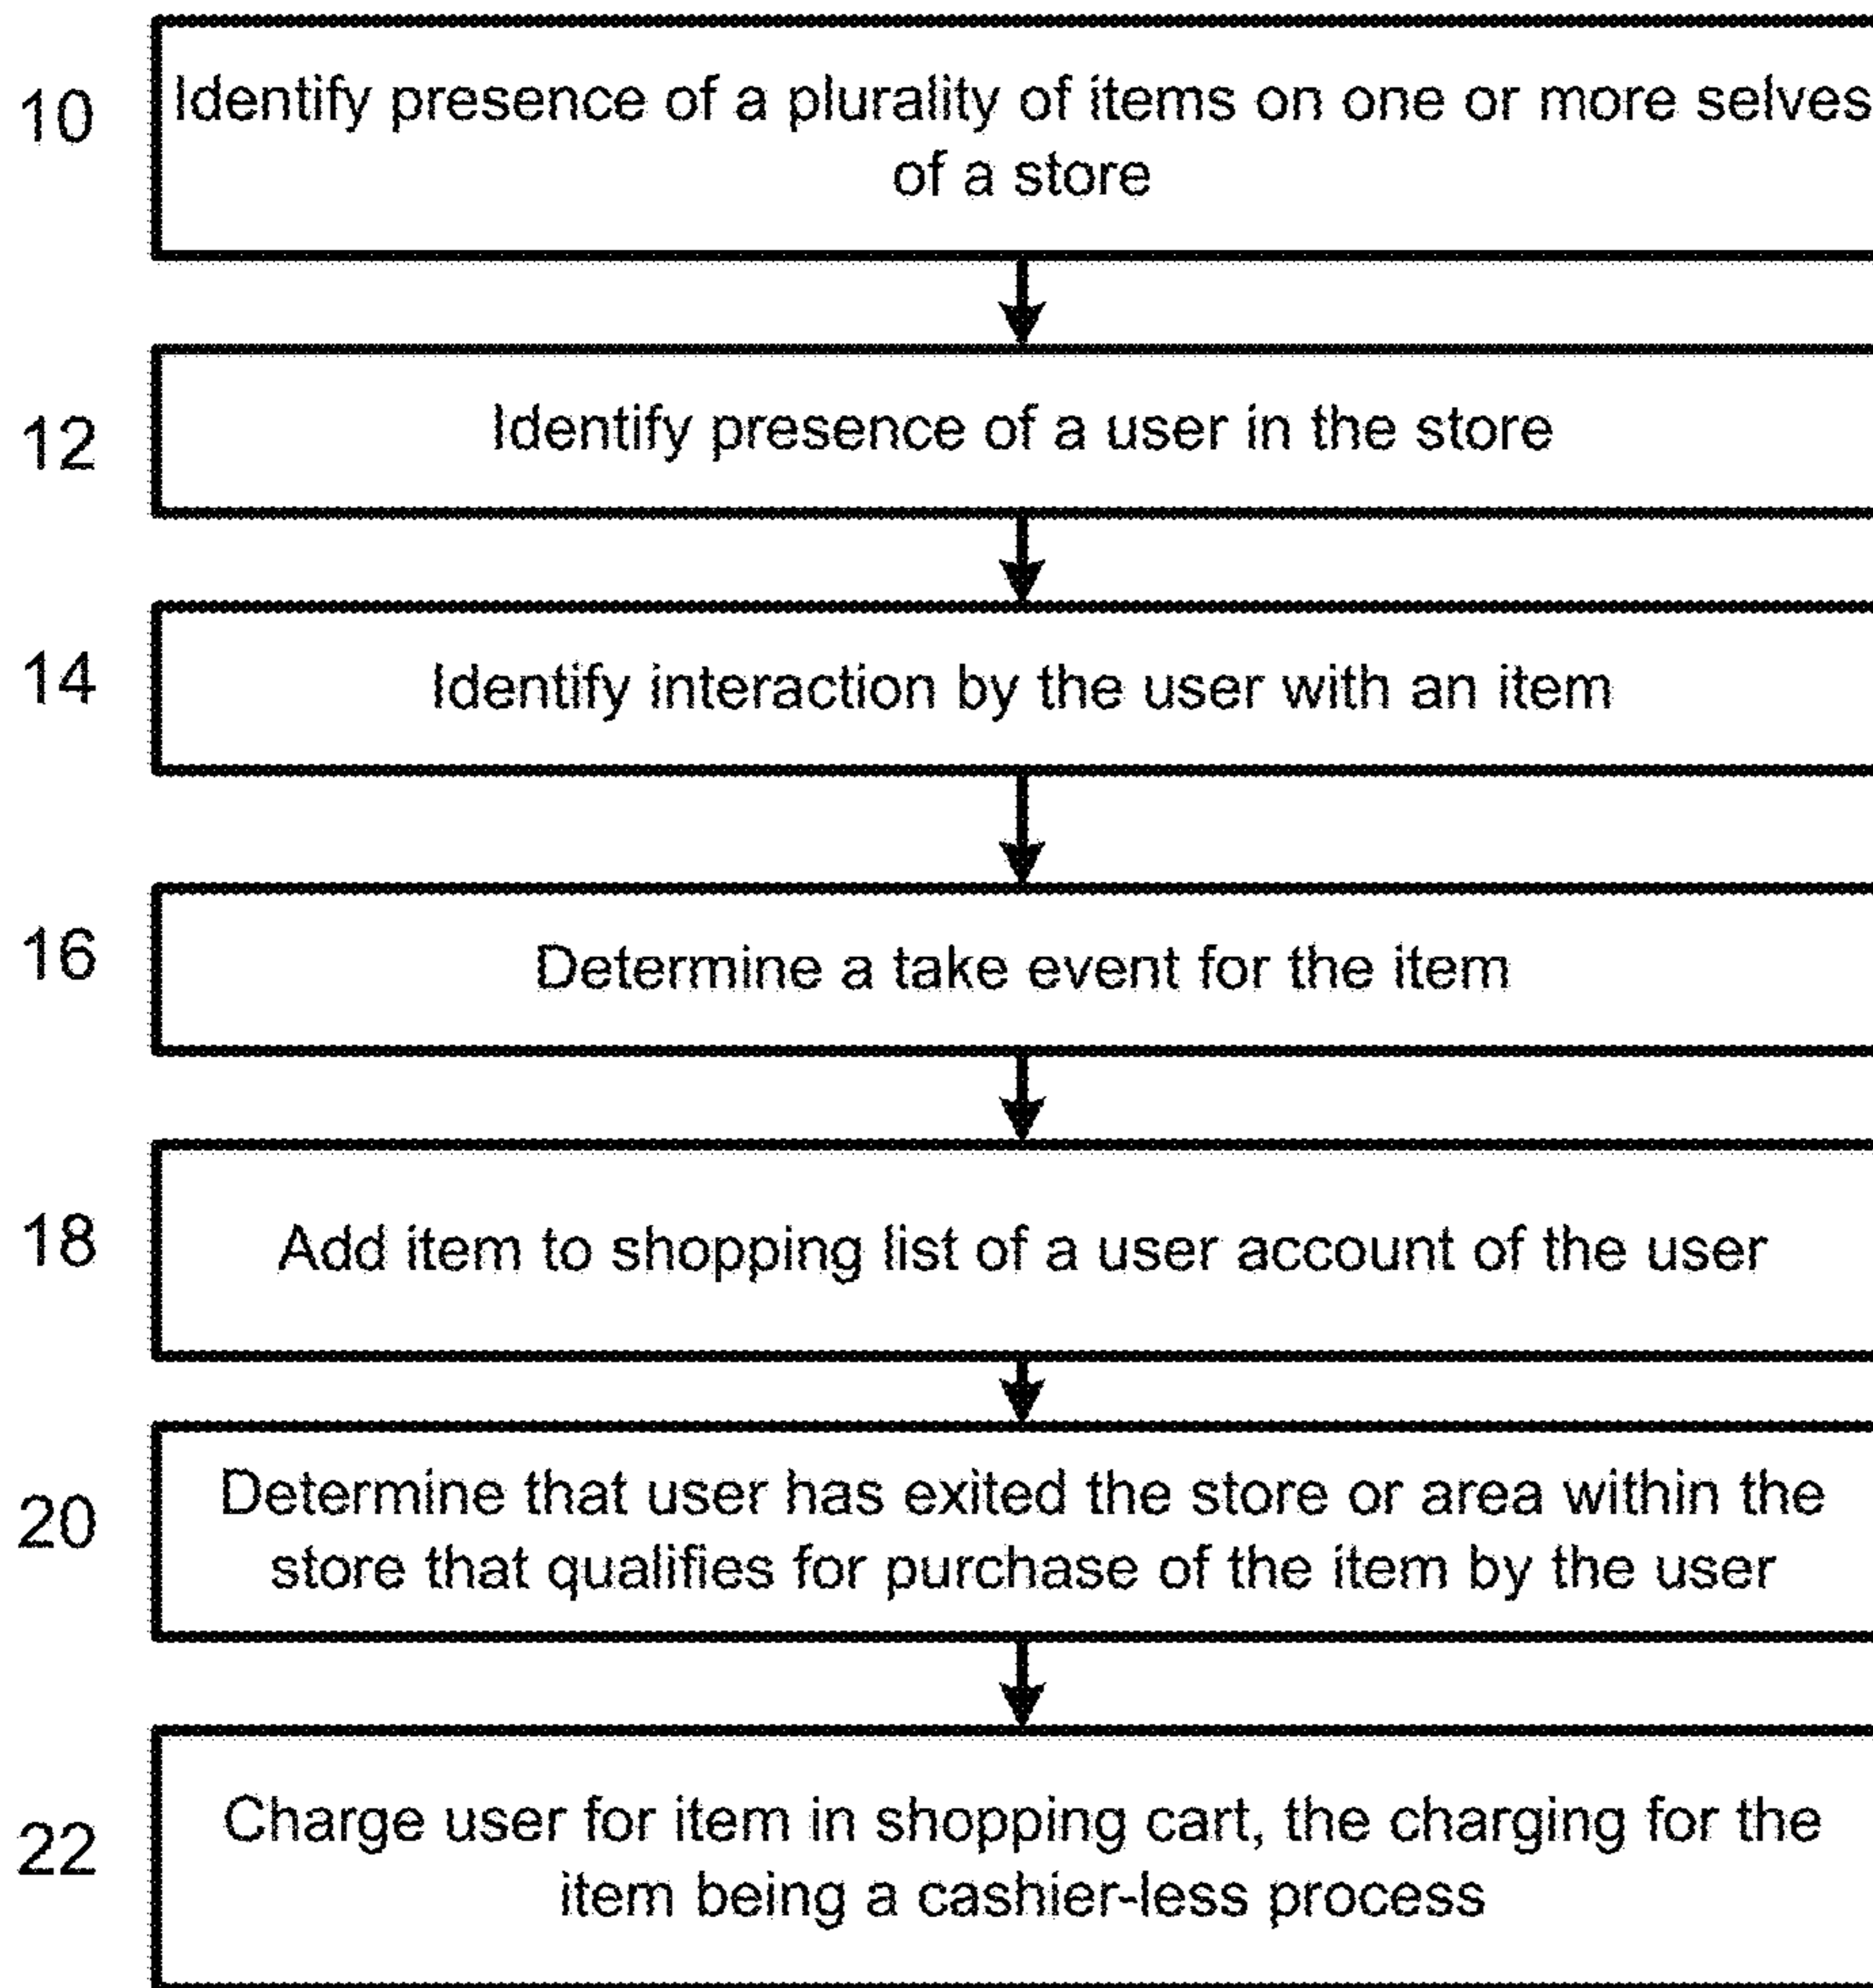 10
Identify presence of a plurality of items on one or more selves
of a store
12
Identify presence of a user in the store
14
Identify interaction by the user with an item
16
Determine a take event for the item
18
Add item to shopping list of a user account of the user
20
Determine that user has exited the store or area within the
store that qualifies for purchase of the item by the user
22
Charge user for item in shopping cart, the charging for the
item being a cashier-less process